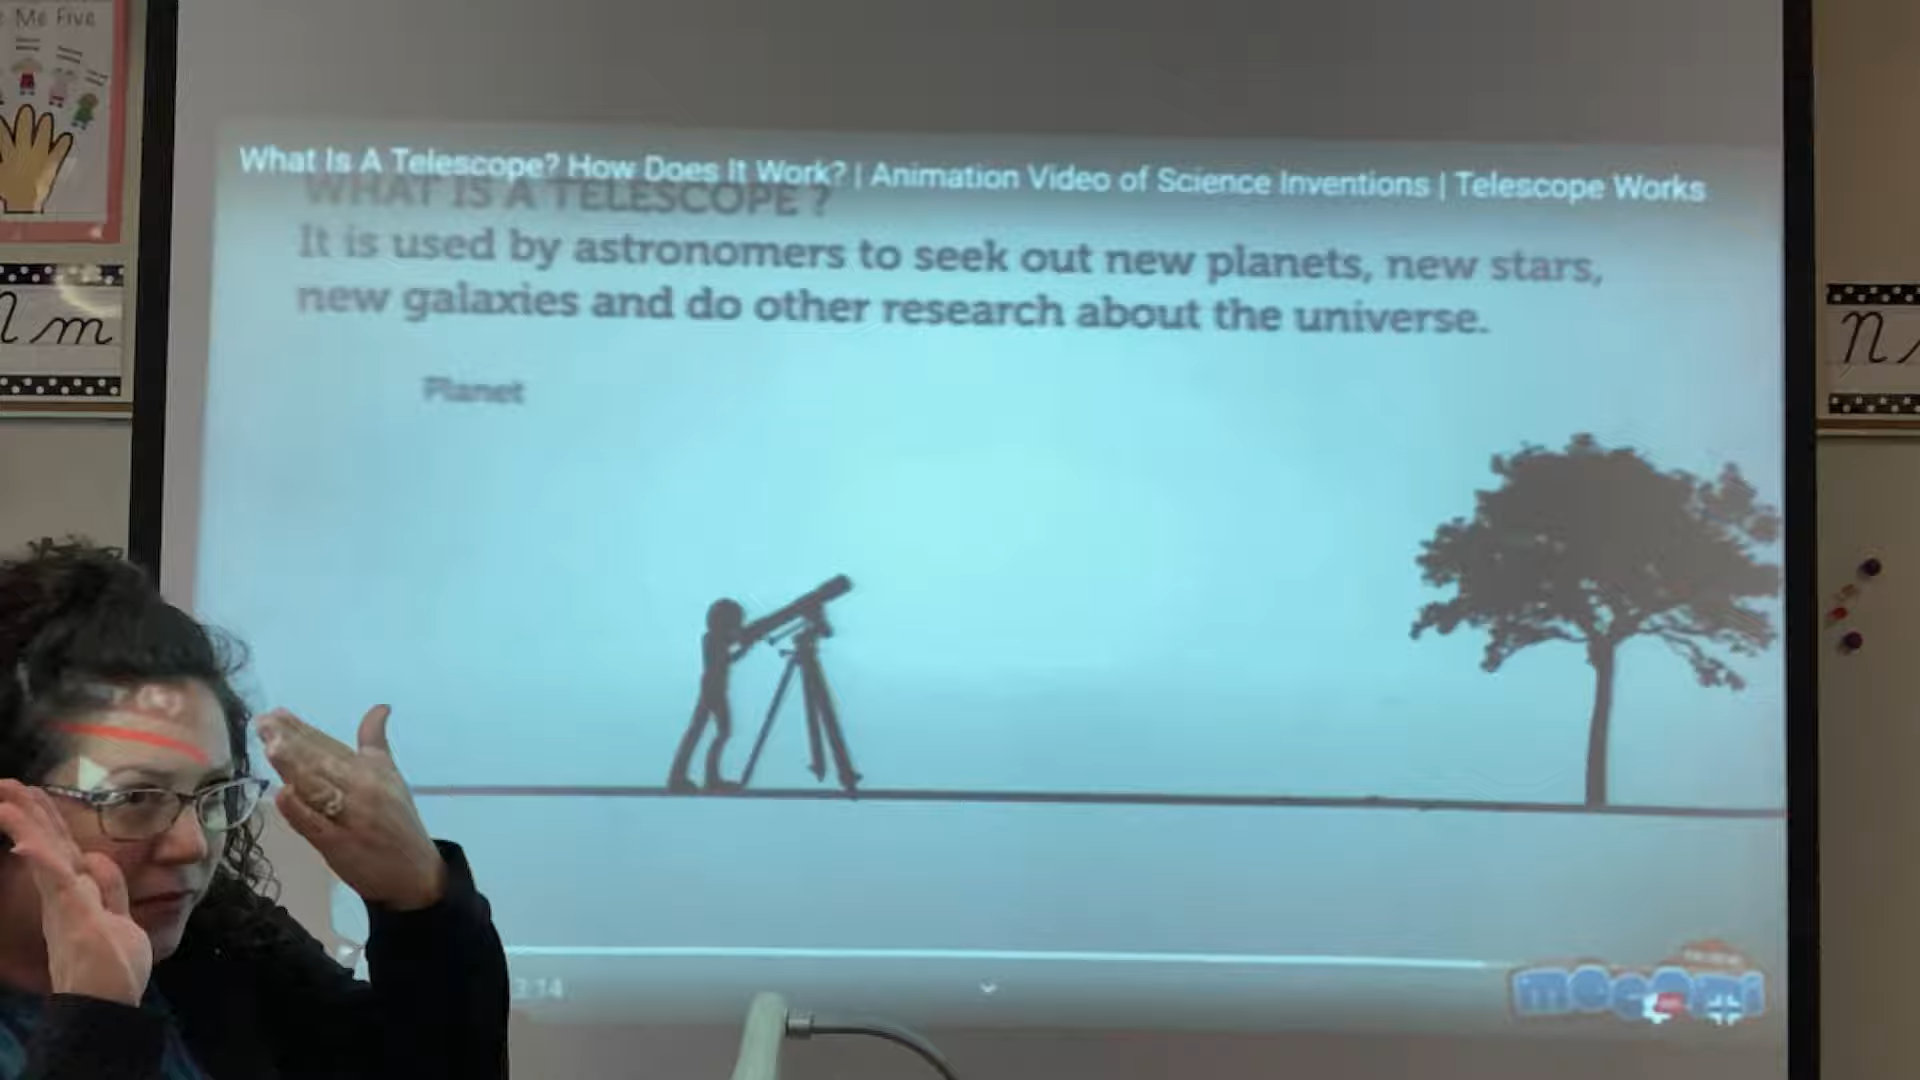 Me Five
What Is A Telescope? How Does It Work? | Animation Video of Science Inventions | Telescope Works
WHAT IS A TELESCOPE ?
It is used by astronomers to seek out new planets, new stars,
new galaxies and do other research about the universe.
Planet
m
n
3:14
mocomi